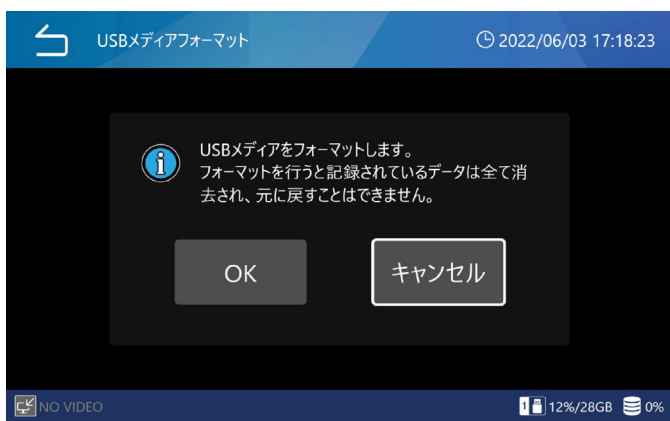 USBメディアフォーマット
2022/06/03 17:18:23
USBメディアをフォーマットします。
フォーマットを行うと記録されているデータは全て消
去され、元に戻すことはできません。
OK
キャンセル
NO VIDEO
1
12%/28GB
0%